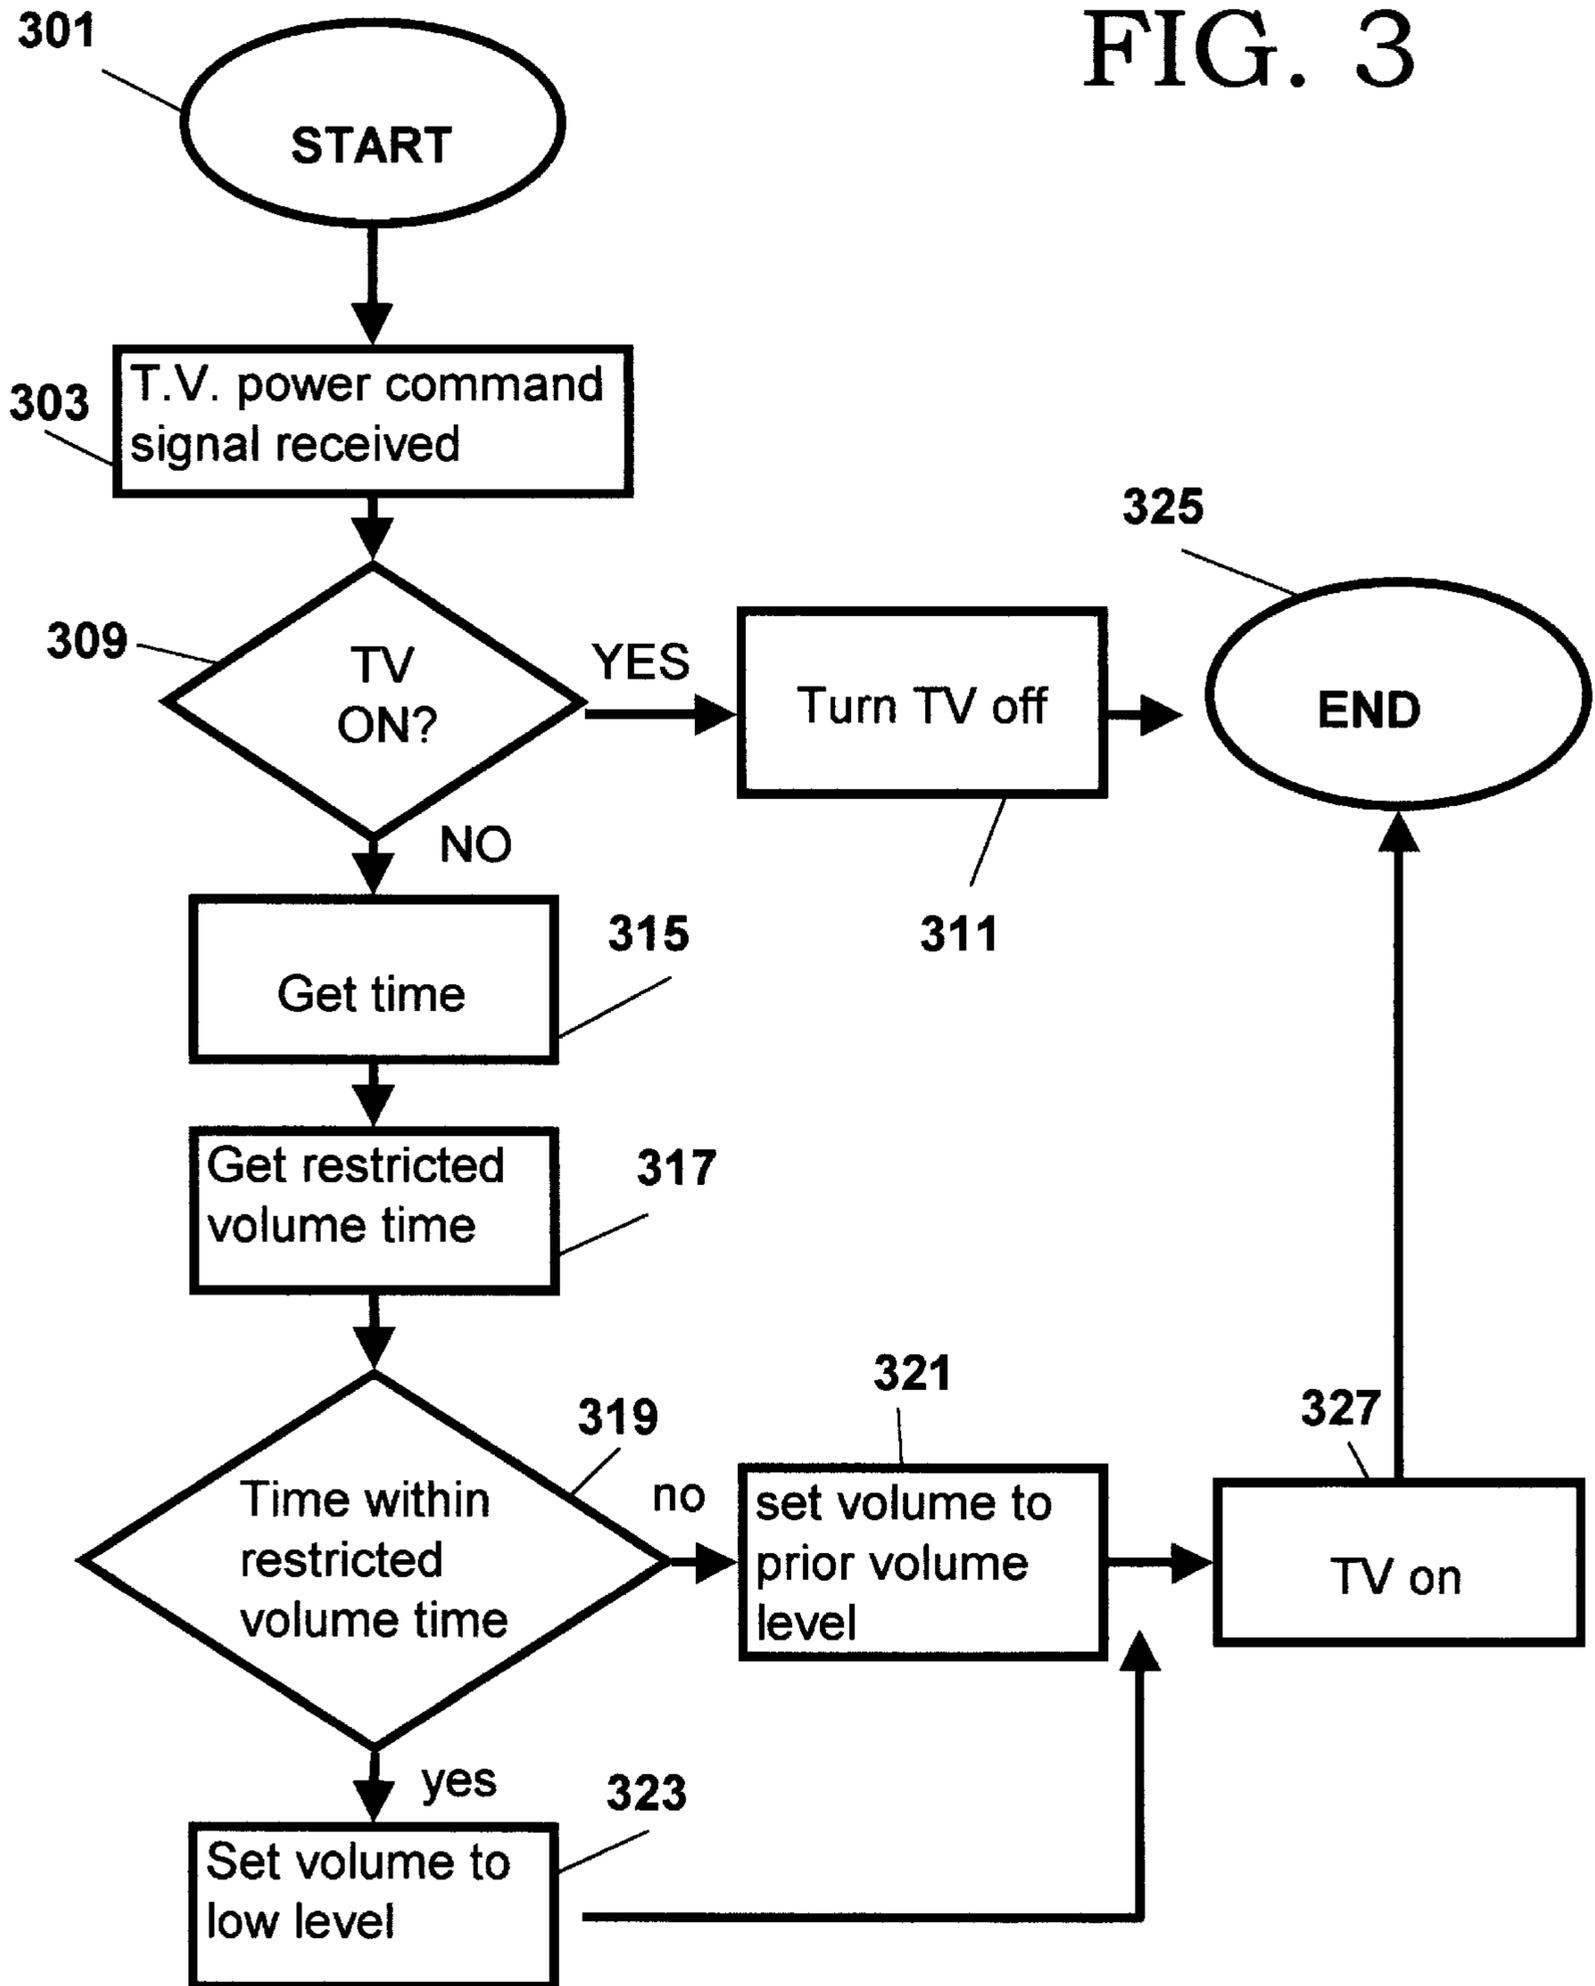 FIG. 3
301
START
303
T.V. power command
signal received
325
309
TV
ON?
YES
Turn TV off
END
NO
311
315
Get time
317
Get restricted
volume time
321
319
327
Time within
restricted
volume time
no
set volume to
prior volume
level
TV on
yes
323
Set volume to
low level